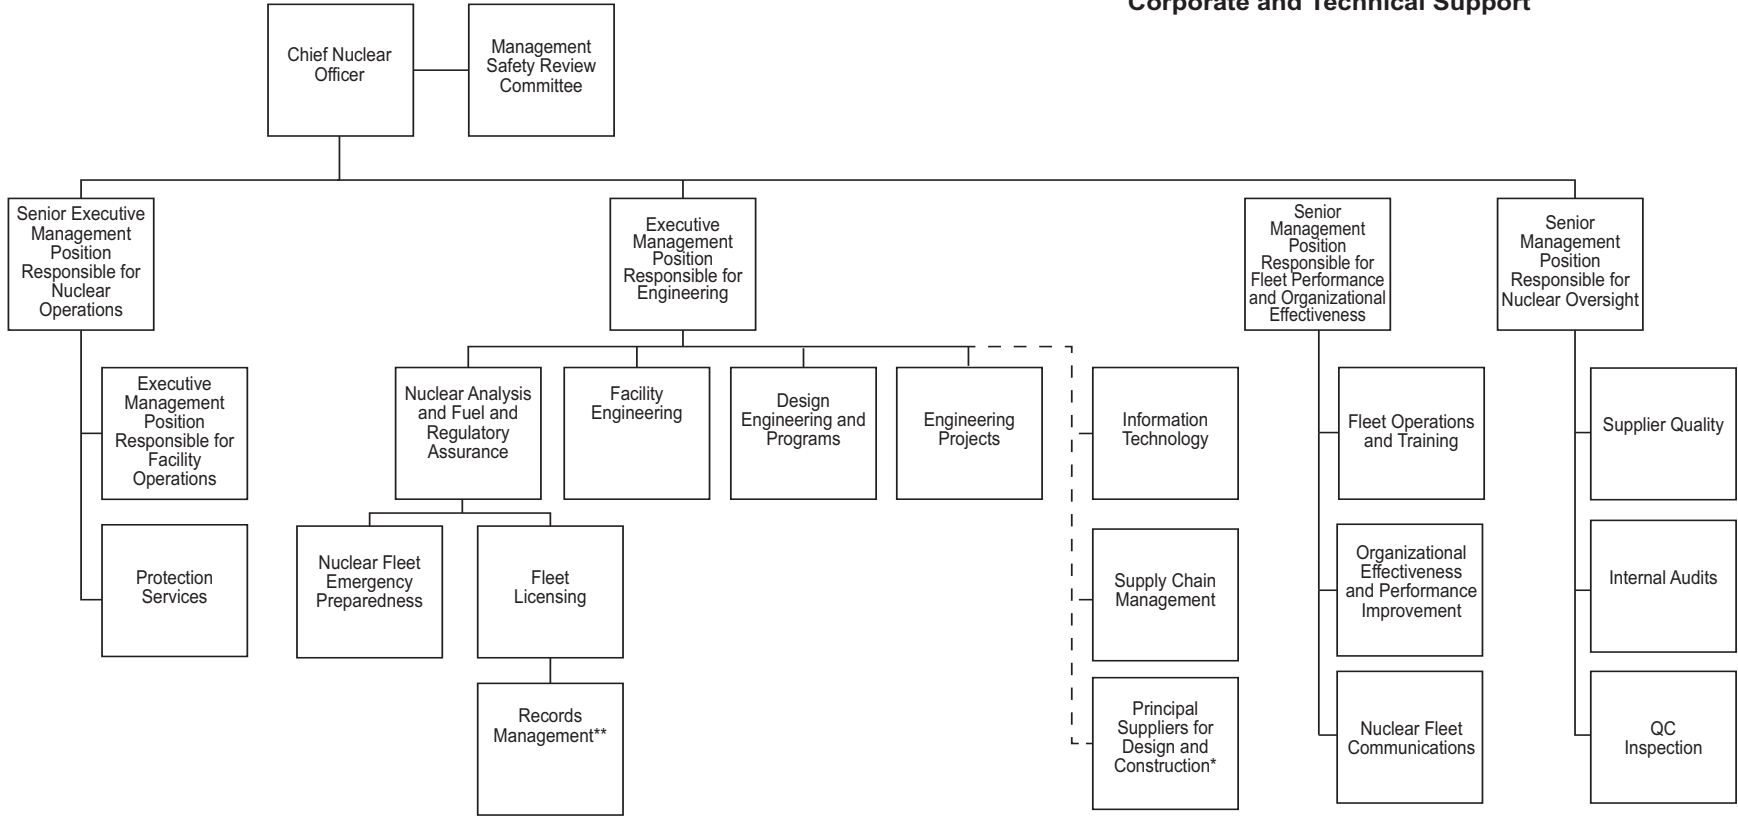 Corporate and Technical Support
Chief Nuclear
Officer
Management
Safety Review
Committee
Senior Executive
Management
Position
Responsible for
Nuclear
Operations
Executive
Management
Position
Responsible for
Engineering
Senior
Management
Position
Responsible for
Fleet Performance
and Organizational
Effectiveness
Senior
Management
Position
Responsible for
Nuclear Oversight
Executive
Management
Position
Responsible for
Facility
Operations
Nuclear Analysis
and Fuel and
Regulatory
Assurance
Facility
Engineering
Design
Engineering and
Programs
Engineering
Projects
Information
Technology
Fleet Operations
and Training
Supplier Quality
Protection
Services
Nuclear Fleet
Emergency
Preparedness
Fleet
Licensing
Supply Chain
Management
Organizational
Effectiveness
and Performance
Improvement
Internal Audits
Records
Management**
Principal
Suppliers for
Design and
Construction*
Nuclear Fleet
Communications
QC
Inspection